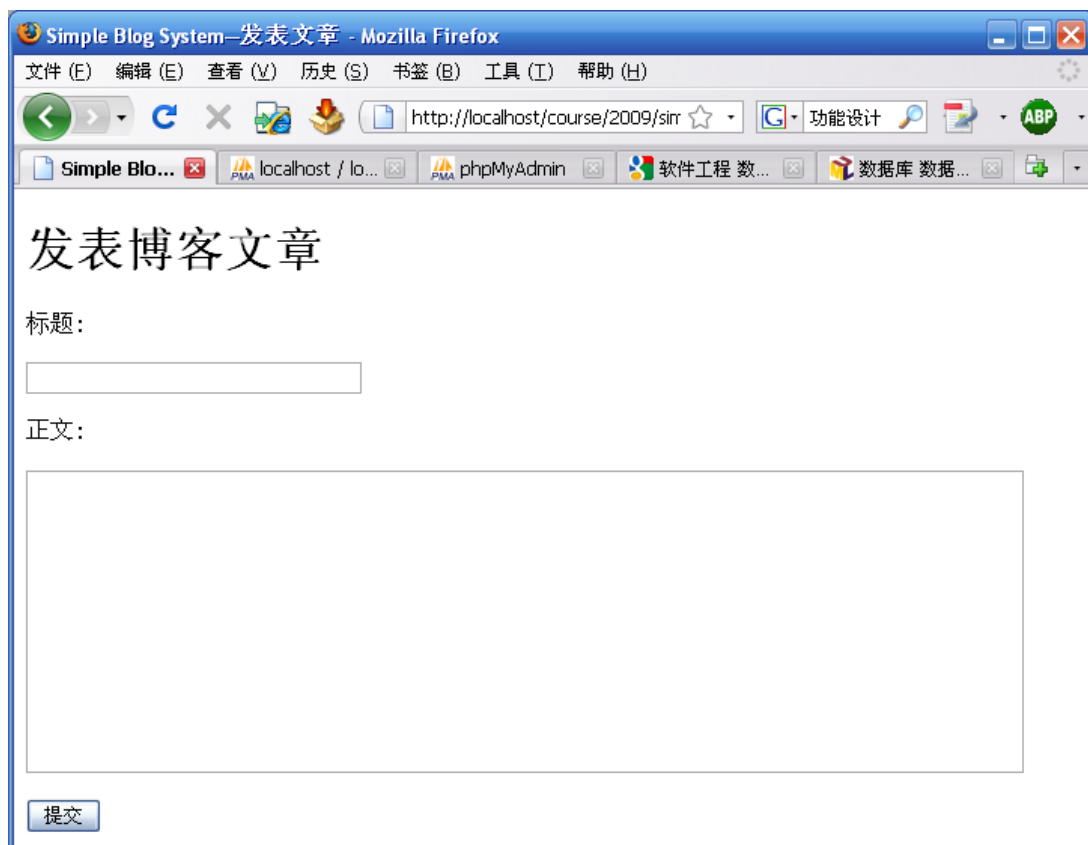 Simple Blog System—发表文章 - Mozilla Firefox
文件 (F) 编辑 (E) 查看 (V) 历史 (S) 书签 (B) 工具 (T) 帮助 (H)
http://localhost/course/2009/sim G 功能设计 ABP
Simple Blo... PMA localhost / lo... PMA phpMyAdmin 软件工程 数... 数据库 数据...
发表博客文章
标题:
正文:
提交